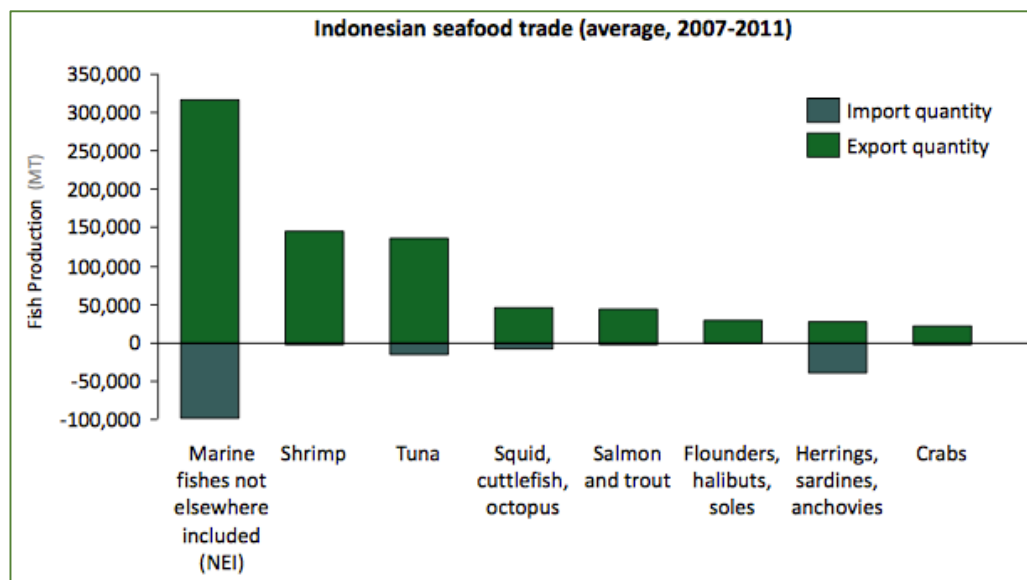 Indonesian seafood trade (average, 2007-2011)
350,000
300,000
250,000
200,000
150,000
100,000
50,000
0
-50,000
-100,000
Fish Production (MT)
Import quantity
Export quantity
Marine
fishes not
elsewhere
included
(NEI)
Shrimp
Tuna
Squid,
cuttlefish,
octopus
Salmon
and trout
Flounders,
halibuts,
soles
Herrings,
sardines,
anchovies
Crabs